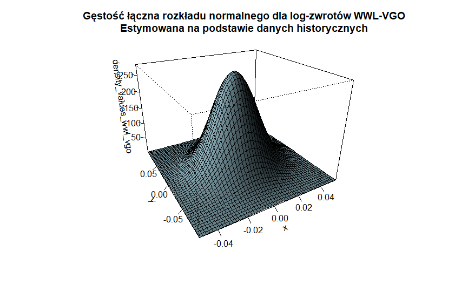 Gęstość łączna rozkładu normalnego dla log-zwrotów WWL-VGO
Estymowana na podstawie danych historycznych
density_values_wwl_vgo
250
200
150
100
50
0.05
0.00
-0.05
y
-0.04
-0.02
0.00
0.02
0.04
x